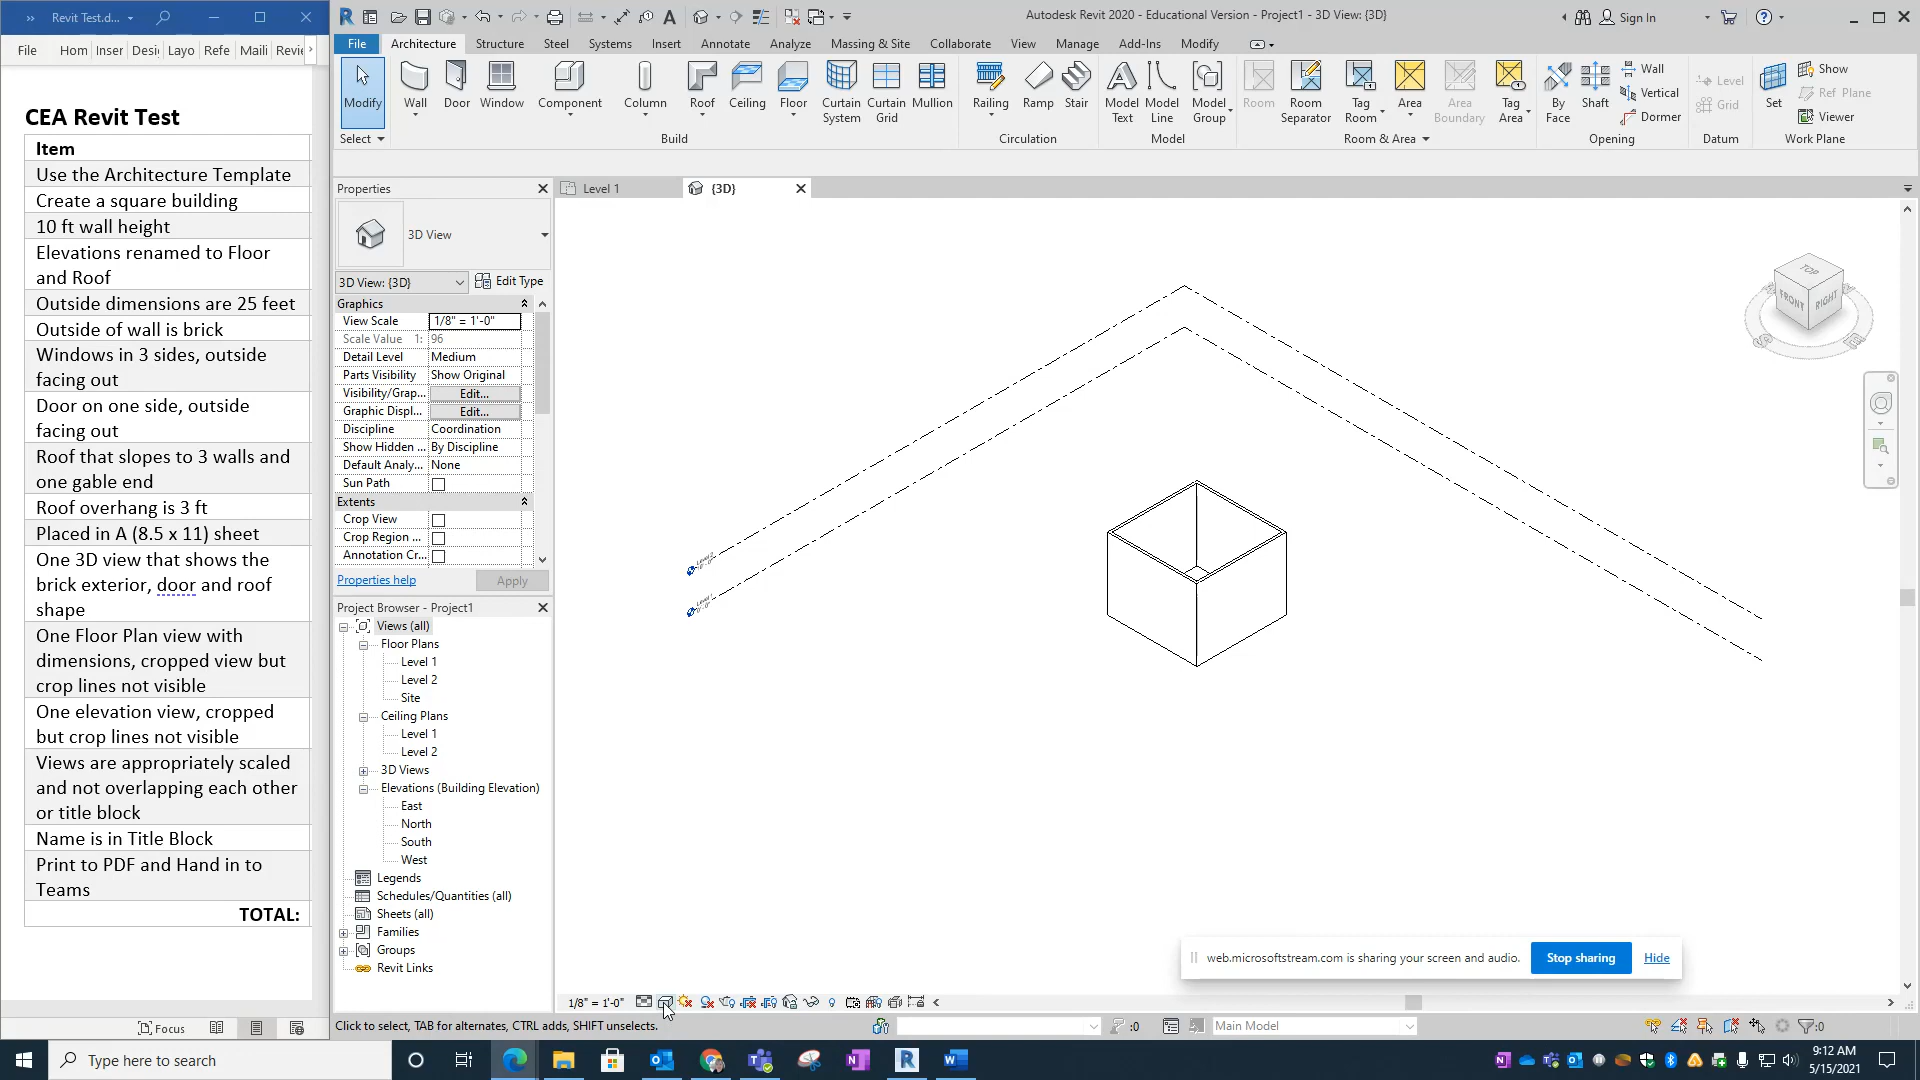 Revit Test.d...
File Hom Inser Desi Layo Refe Maili Revie
CEA Revit Test
Item
Use the Architecture Template
Create a square building
10 ft wall height
Elevations renamed to Floor
and Roof
Outside dimensions are 25 feet
Outside of wall is brick
Windows in 3 sides, outside
facing out
Door on one side, outside
facing out
Roof that slopes to 3 walls and
one gable end
Roof overhang is 3 ft
Placed in A (8.5 x 11) sheet
One 3D view that shows the
brick exterior, door and roof
shape
One Floor Plan view with
dimensions, cropped view but
crop lines not visible
One elevation view, cropped
but crop lines not visible
Views are appropriately scaled
and not overlapping each other
or title block
Name is in Title Block
Print to PDF and Hand in to
Teams
TOTAL:
Focus
Autodesk Revit 2020 - Educational Version - Project1 - 3D View: {3D}
Sign In
File Architecture Structure Steel Systems Insert Annotate Analyze Massing & Site Collaborate View Manage Add-Ins Modify
Modify
Wall
Door
Window
Component
Column
Roof
Ceiling
Floor
Curtain
System
Curtain
Grid
Mullion
Railing
Ramp
Stair
Model
Text
Model
Line
Model
Group
Room
Room
Separator
Tag
Room
Area
Area
Boundary
Tag
Area
By
Face
Shaft
Wall
Vertical
Dormer
Level
Grid
Set
Show
Ref Plane
Viewer
Select Build Circulation Model Room & Area Opening Datum Work Plane
Properties
3D View
3D View: {3D} Edit Type
Graphics
View Scale 1/8" = 1'-0"
Scale Value 1: 96
Detail Level Medium
Parts Visibility Show Original
Visibility/Grap... Edit...
Graphic Displ... Edit...
Discipline Coordination
Show Hidden ... By Discipline
Default Analy... None
Sun Path
Extents
Crop View
Crop Region ...
Annotation Cr...
Properties help Apply
Project Browser - Project1
Views (all)
Floor Plans
Level 1
Level 2
Site
Ceiling Plans
Level 1
Level 2
3D Views
Elevations (Building Elevation)
East
North
South
West
Legends
Schedules/Quantities (all)
Sheets (all)
Families
Groups
Revit Links
Level 1 {3D}
TOP
FRONT RIGHT
web.microsoftstream.com is sharing your screen and audio. Stop sharing Hide
1/8" = 1'-0"
Click to select, TAB for alternates, CTRL adds, SHIFT unselects.
:0
Main Model
:0
Type here to search
9:12 AM
5/15/2021